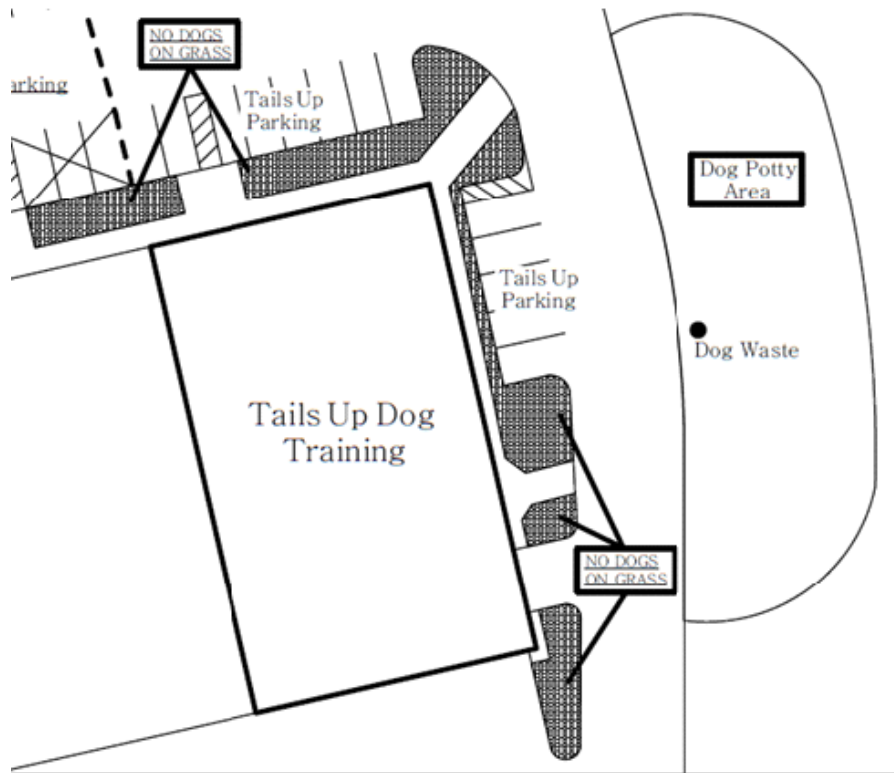 NO DOGS
ON GRASS
arking
Tails Up
Parking
Dog Potty
Area
Tails Up
Parking
Dog Waste
Tails Up Dog
Training
NO DOGS
ON GRASS